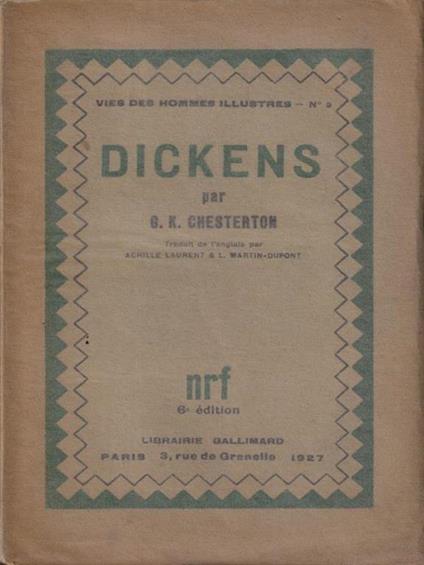 VIES DES HOMMES ILLUSTRES — N° 9
DICKENS
par
G. K. CHESTERTON
Traduit de l'anglais par
ACHILLE LAURENT & L. MARTIN-DUPONT
nrf
6e édition
LIBRAIRIE GALLIMARD
PARIS 3, rue de Grenelle 1927